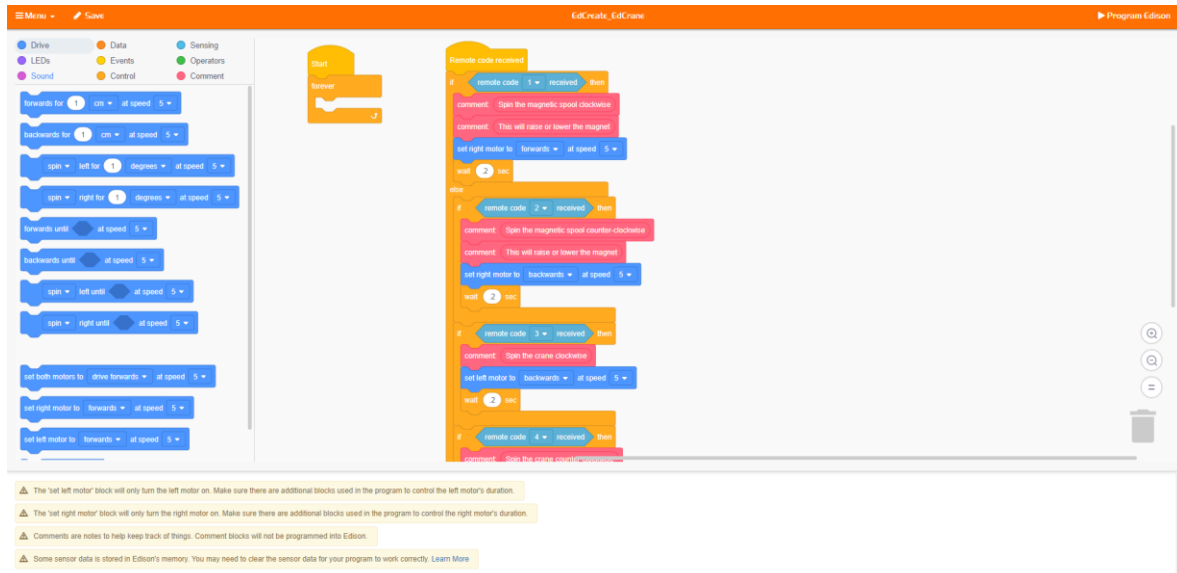 Menu Save EdCreate_EdCrane Program Edison
Drive Data Sensing
LEDs Events Operators
Sound Control Comment
forwards for 1 cm at speed 5
backwards for 1 cm at speed 5
spin left for 1 degrees at speed 5
spin right for 1 degrees at speed 5
forwards until at speed 5
backwards until at speed 5
spin left until at speed 5
spin right until at speed 5
set both motors to drive forwards at speed 5
set right motor to forwards at speed 5
set left motor to forwards at speed 5
Start
forever
Remote code received
if remote code 1 received then
comment: Spin the magnetic spool clockwise
comment: This will raise or lower the magnet
set right motor to forwards at speed 5
wait 2 sec
else
if remote code 2 received then
comment: Spin the magnetic spool counter-clockwise
comment: This will raise or lower the magnet
set right motor to backwards at speed 5
wait 2 sec
if remote code 3 received then
comment: Spin the crane clockwise
set left motor to backwards at speed 5
wait 2 sec
if remote code 4 received then
comment: Spin the crane
The 'set left motor' block will only turn the left motor on. Make sure there are additional blocks used in the program to control the left motor's duration.
The 'set right motor' block will only turn the right motor on. Make sure there are additional blocks used in the program to control the right motor's duration.
Comments are notes to help keep track of things. Comment blocks will not be programmed into Edison.
Some sensor data is stored in Edison's memory. You may need to clear the sensor data for your program to work correctly. Learn More